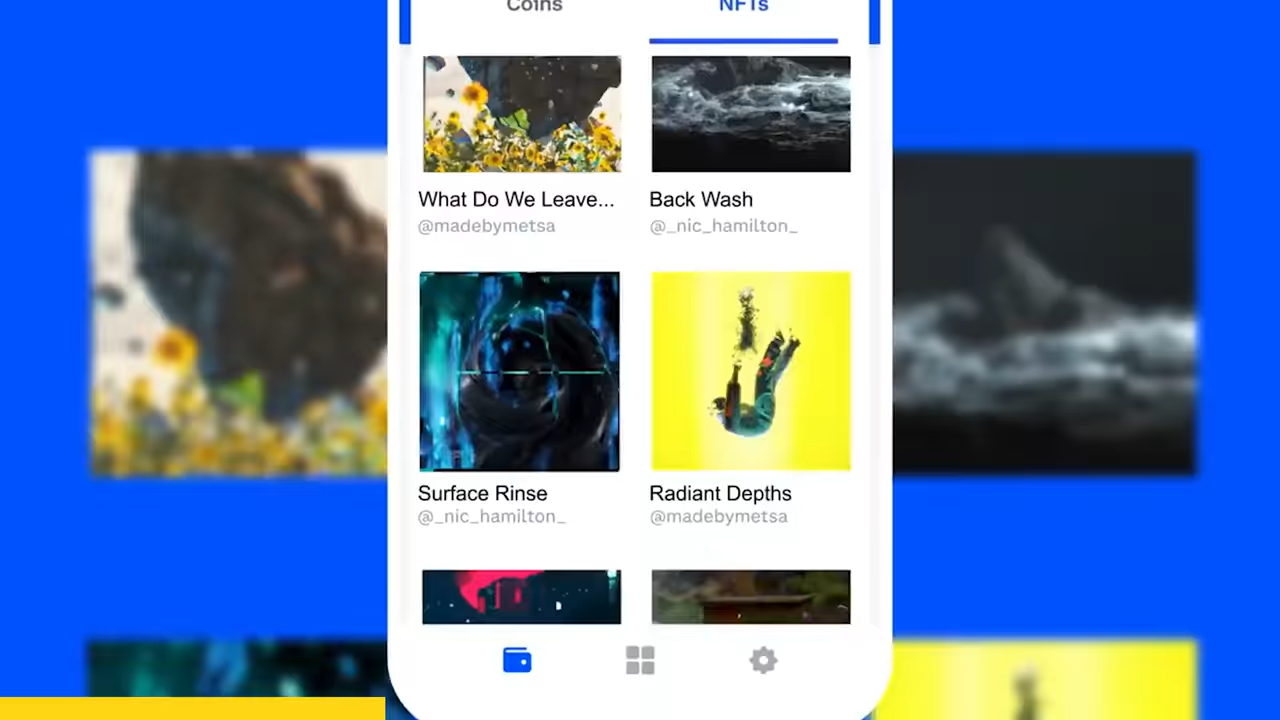 Coins
NFTs
What Do We Leave...
Back Wash
@madebymetsa
@_nic_hamilton_
Surface Rinse
Radiant Depths
@_nic_hamilton_
@madebymetsa